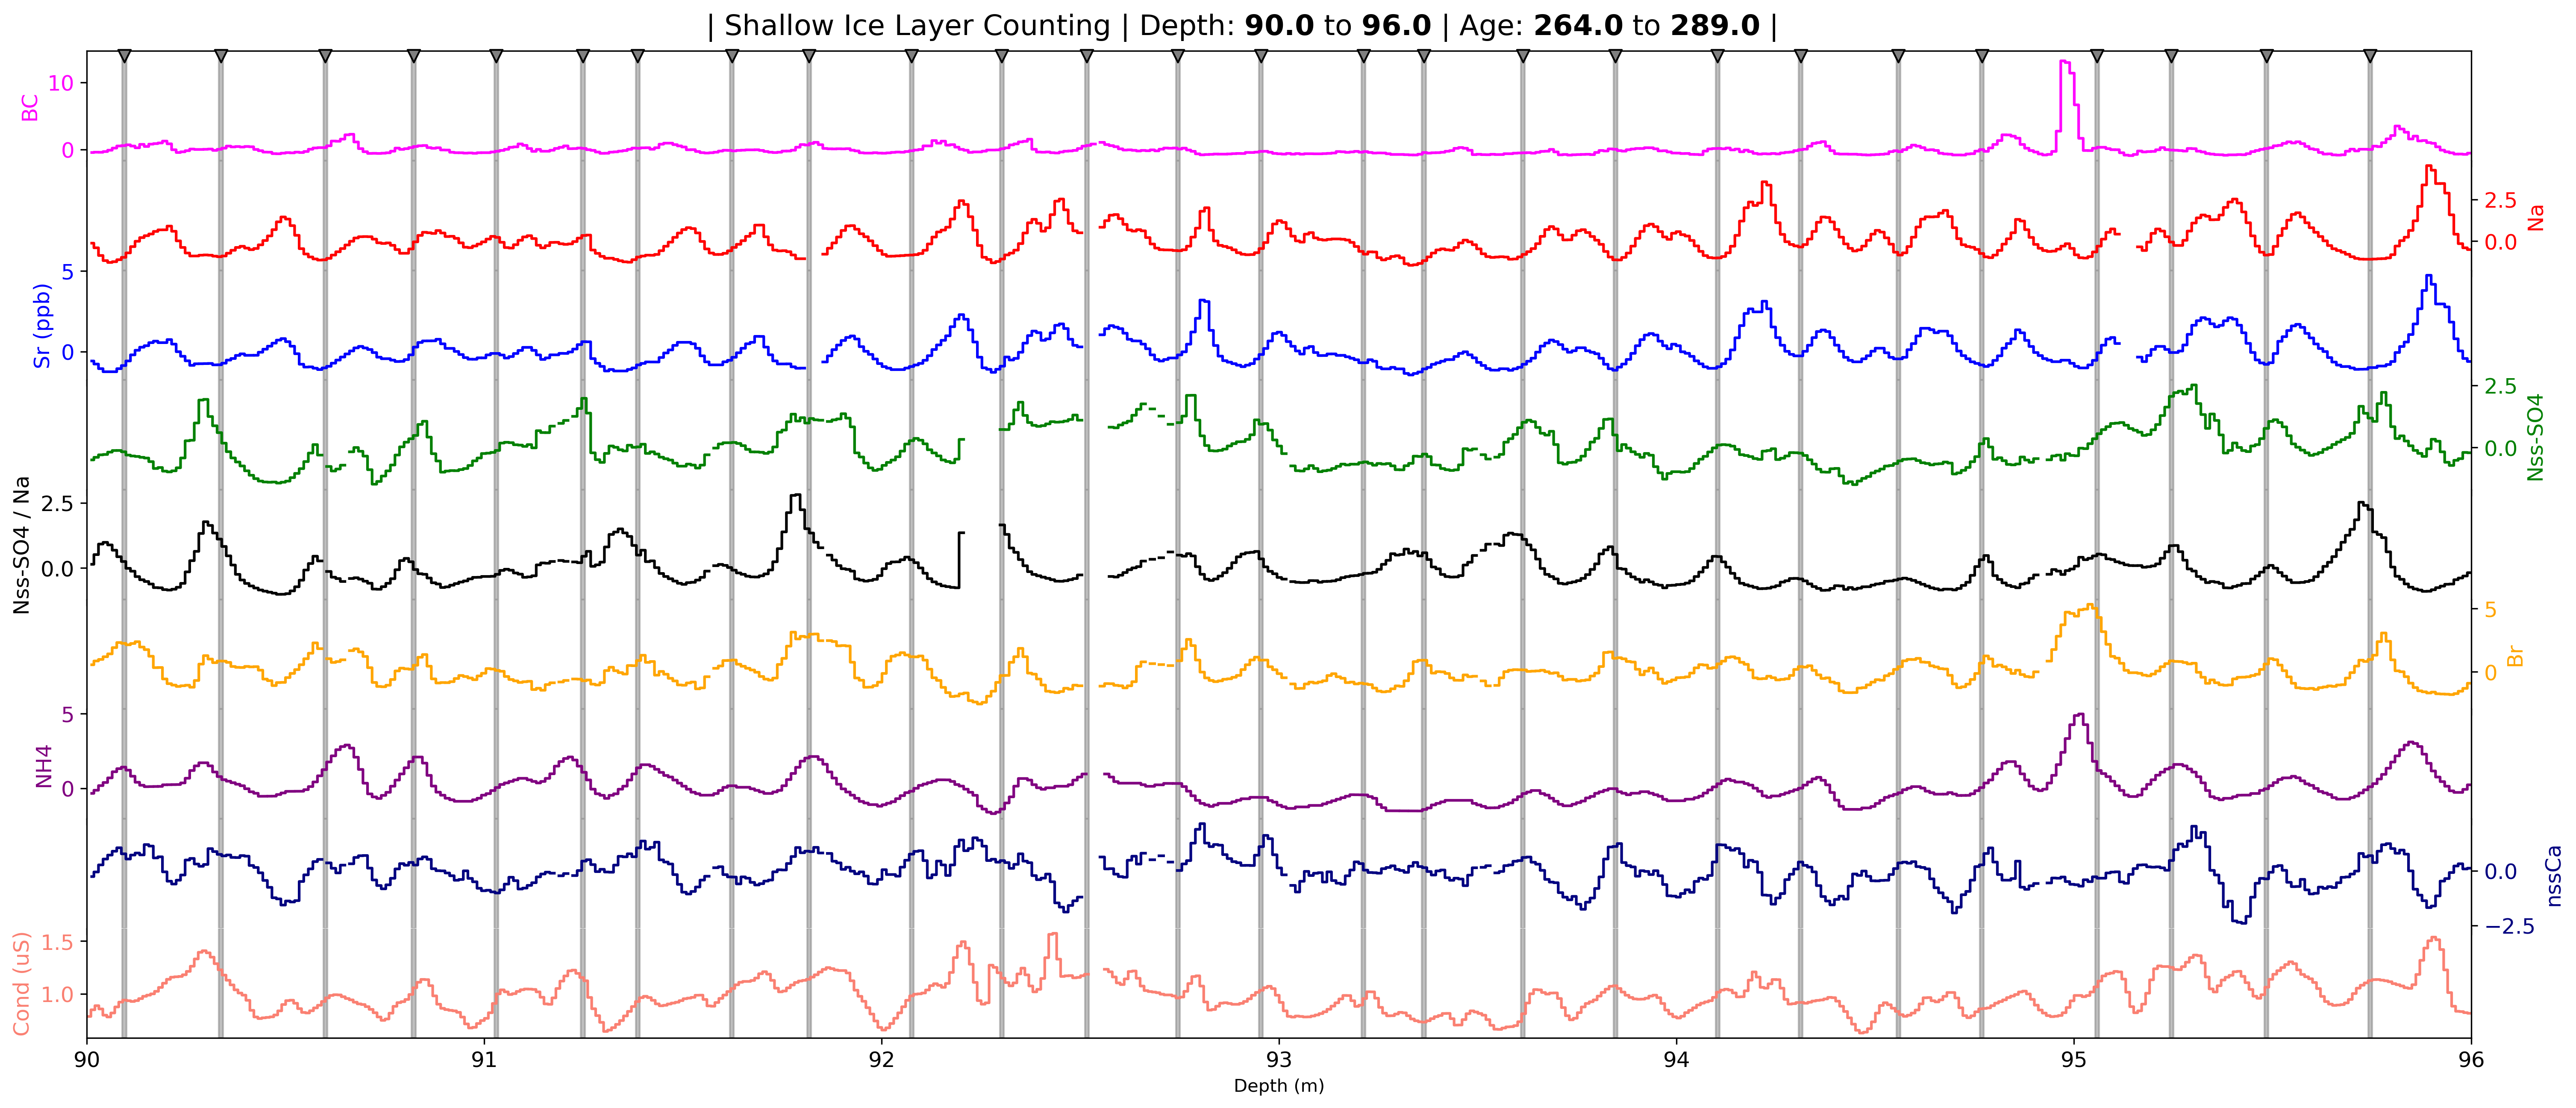 | Shallow Ice Layer Counting | Depth: 90.0 to 96.0 | Age: 264.0 to 289.0 |
BC
10
0
Na
2.5
0.0
Sr (ppb)
5
0
Nss-SO4
2.5
0.0
Nss-SO4 / Na
2.5
0.0
Br
5
0
NH4
5
0
nssCa
0.0
−2.5
Cond (uS)
1.5
1.0
90 91 92 93 94 95 96
Depth (m)